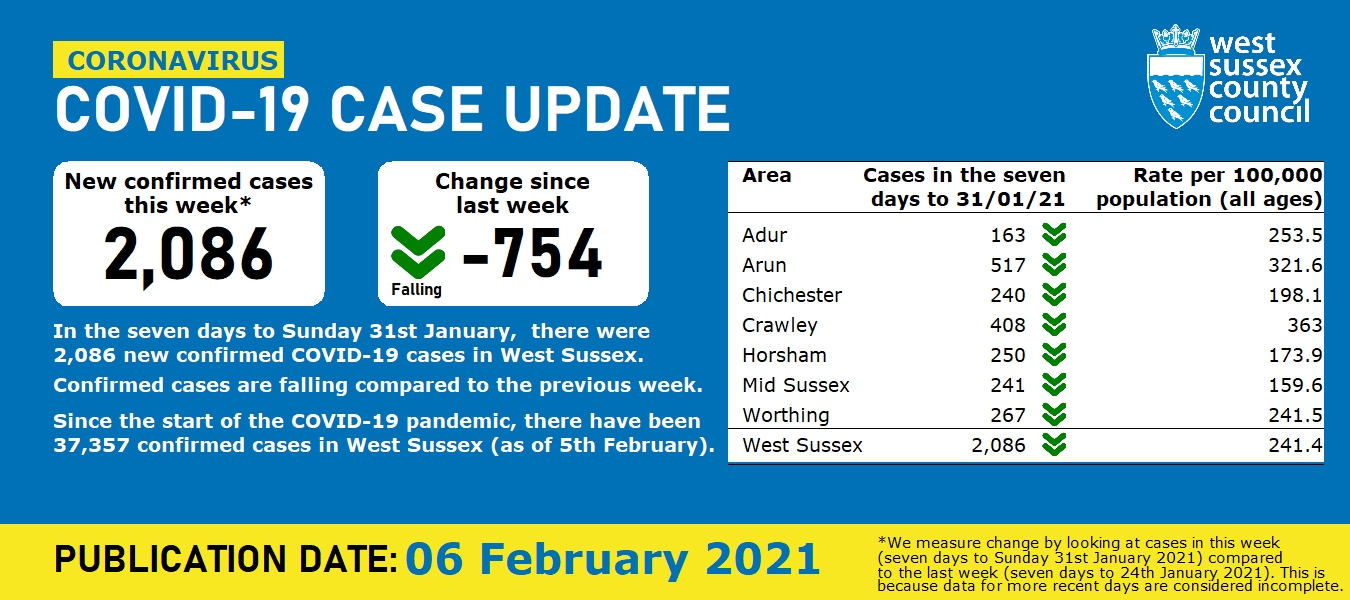 CORONAVIRUS
COVID-19 CASE UPDATE
west
sussex
county
council
New confirmed cases
this week*
2,086
Change since
last week
-754
Falling
In the seven days to Sunday 31st January, there were
2,086 new confirmed COVID-19 cases in West Sussex.
Confirmed cases are falling compared to the previous week.
Since the start of the COVID-19 pandemic, there have been
37,357 confirmed cases in West Sussex (as of 5th February).
Area Cases in the seven Rate per 100,000
days to 31/01/21 population (all ages)
Adur 163 253.5
Arun 517 321.6
Chichester 240 198.1
Crawley 408 363
Horsham 250 173.9
Mid Sussex 241 159.6
Worthing 267 241.5
West Sussex 2,086 241.4
PUBLICATION DATE: 06 February 2021
*We measure change by looking at cases in this week
(seven days to Sunday 31st January 2021) compared
to the last week (seven days to 24th January 2021). This is
because data for more recent days are considered incomplete.